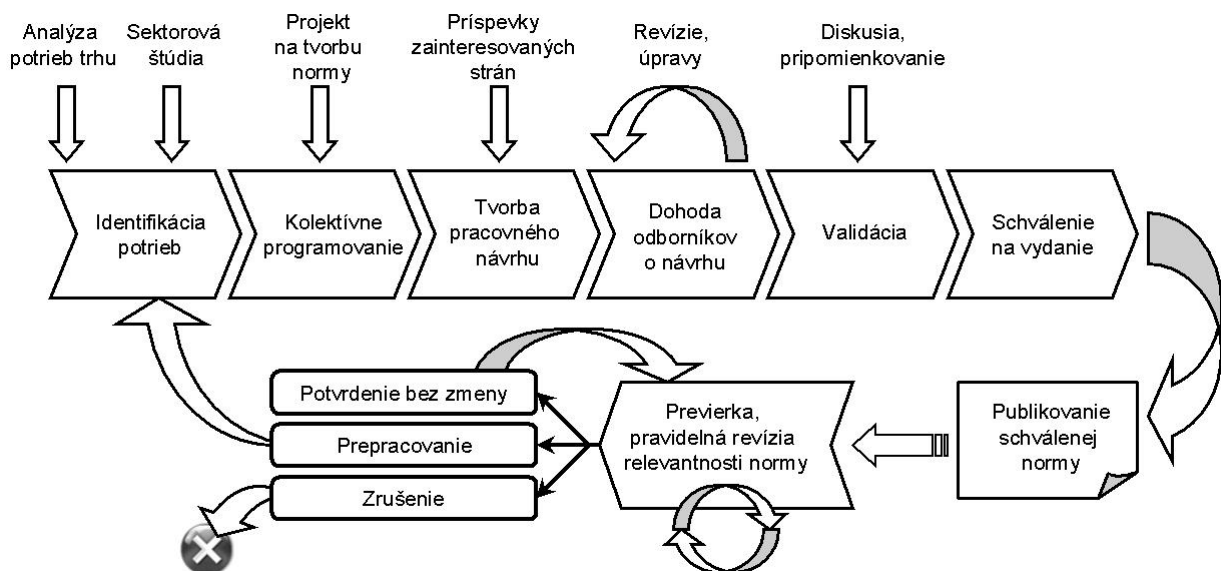 Analýza
potrieb trhu
Sektorová
štúdia
Projekt
na tvorbu
normy
Príspevky
zainteresovaných
strán
Revízie,
úpravy
Diskusia,
pripomienkovanie
Identifikácia
potrieb
Kolektívne
programovanie
Tvorba
pracovného
návrhu
Dohoda
odborníkov
o návrhu
Validácia
Schválenie
na vydanie
Potvrdenie bez zmeny
Prepracovanie
Zrušenie
Previerka,
pravidelná revízia
relevantnosti normy
Publikovanie
schválenej
normy